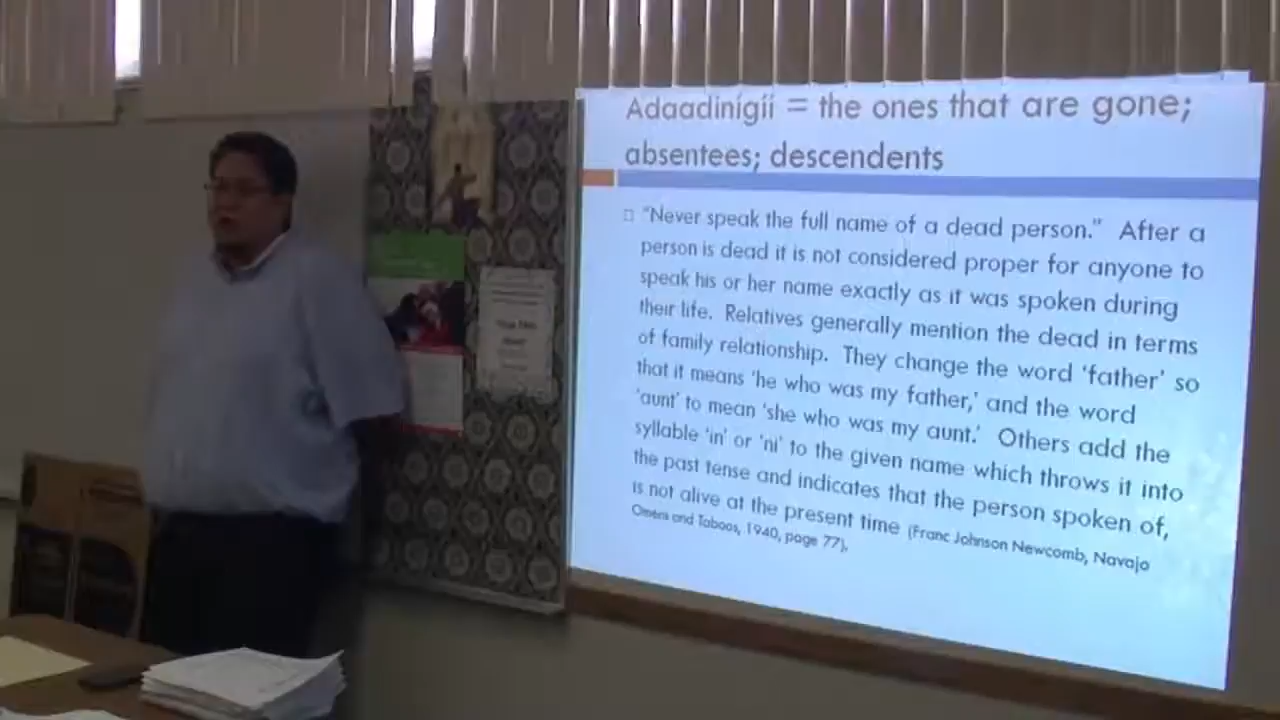 Adaadinígíí = the ones that are gone;
absentees; descendents
"Never speak the full name of a dead person." After a
person is dead it is not considered proper for anyone to
speak his or her name exactly as it was spoken during
their life. Relatives generally mention the dead in terms
of family relationship. They change the word 'father' so
that it means 'he who was my father,' and the word
'aunt' to mean 'she who was my aunt.' Others add the
syllable 'in' or 'ni' to the given name which throws it into
the past tense and indicates that the person spoken of,
is not alive at the present time (Franc Johnson Newcomb, Navajo
Omens and Taboos, 1940, page 77),